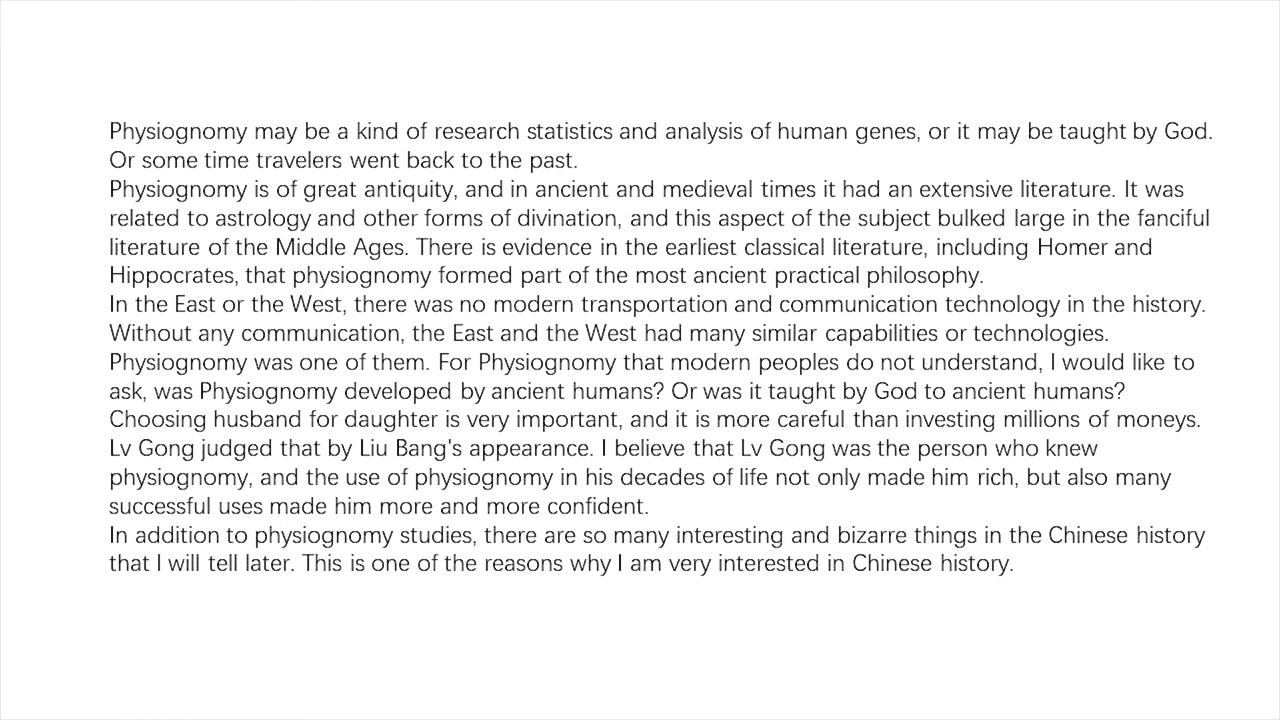 Physiognomy may be a kind of research statistics and analysis of human genes, or it may be taught by God.
Or some time travelers went back to the past.
Physiognomy is of great antiquity, and in ancient and medieval times it had an extensive literature. It was
related to astrology and other forms of divination, and this aspect of the subject bulked large in the fanciful
literature of the Middle Ages. There is evidence in the earliest classical literature, including Homer and
Hippocrates, that physiognomy formed part of the most ancient practical philosophy.
In the East or the West, there was no modern transportation and communication technology in the history.
Without any communication, the East and the West had many similar capabilities or technologies.
Physiognomy was one of them. For Physiognomy that modern peoples do not understand, I would like to
ask, was Physiognomy developed by ancient humans? Or was it taught by God to ancient humans?
Choosing husband for daughter is very important, and it is more careful than investing millions of moneys.
Lv Gong judged that by Liu Bang's appearance. I believe that Lv Gong was the person who knew
physiognomy, and the use of physiognomy in his decades of life not only made him rich, but also many
successful uses made him more and more confident.
In addition to physiognomy studies, there are so many interesting and bizarre things in the Chinese history
that I will tell later. This is one of the reasons why I am very interested in Chinese history.